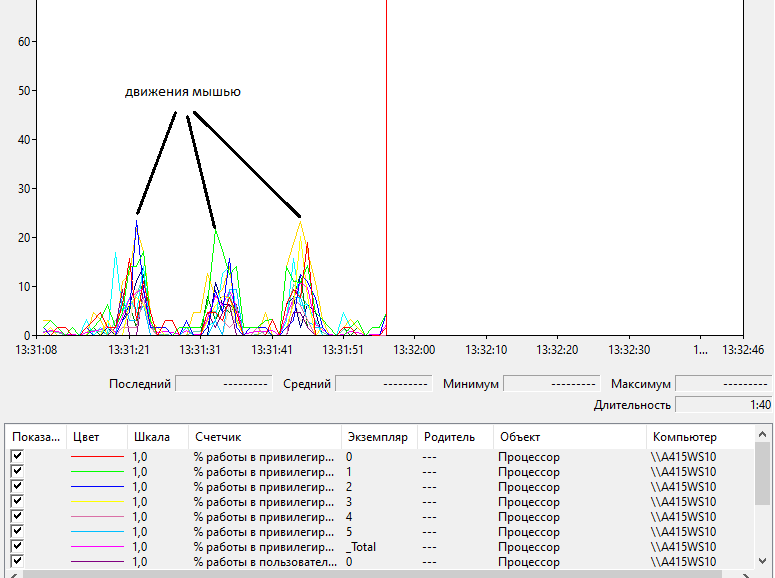 60
50
движения мышью
40
30
20
10
0
13:31:08 13:31:21 13:31:31 13:31:41 13:31:51 13:32:00 13:32:10 13:32:20 13:32:30 1... 13:32:46
Последний --------- Средний --------- Минимум --------- Максимум ---------
Длительность 1:40
Показа... Цвет Шкала Счетчик Экземпляр Родитель Объект Компьютер
1,0 % работы в привилегир... 0 --- Процессор \\A415WS10
1,0 % работы в привилегир... 1 --- Процессор \\A415WS10
1,0 % работы в привилегир... 2 --- Процессор \\A415WS10
1,0 % работы в привилегир... 3 --- Процессор \\A415WS10
1,0 % работы в привилегир... 4 --- Процессор \\A415WS10
1,0 % работы в привилегир... 5 --- Процессор \\A415WS10
1,0 % работы в привилегир... _Total --- Процессор \\A415WS10
1,0 % работы в пользовател... 0 --- Процессор \\A415WS10